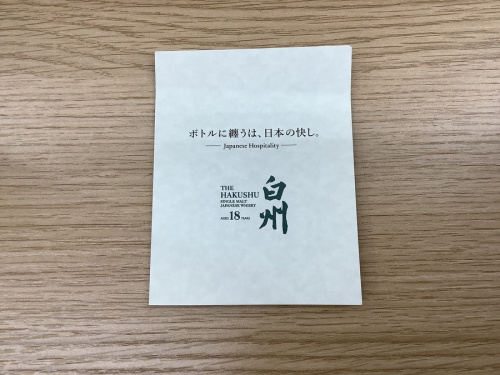 ボトルに纏うは、日本の快し。
Japanese Hospitality
THE
HAKUSHU
SINGLE MALT
JAPANESE WHISKY
AGED 18 YEARS
白州